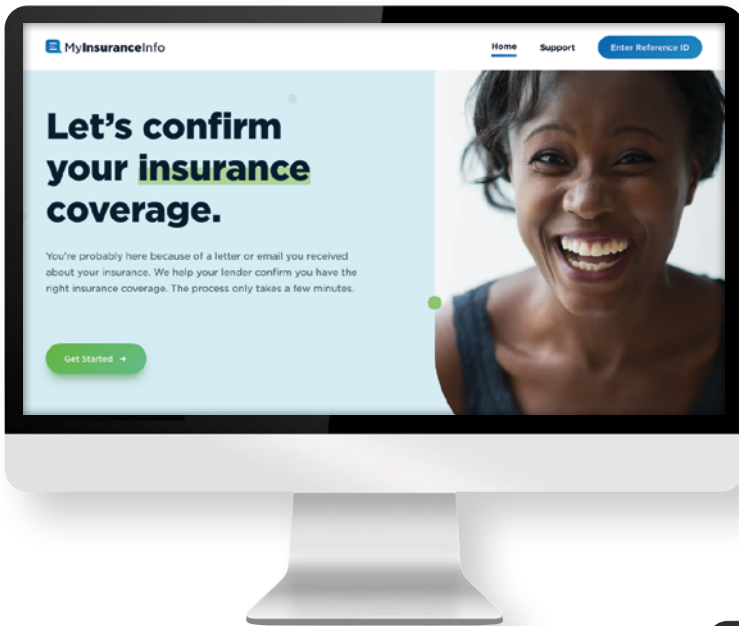 MyInsuranceInfo
Home Support Enter Reference ID
Let's confirm
your insurance
coverage.
You're probably here because of a letter or email you received
about your insurance. We help your lender confirm you have the
right insurance coverage. The process only takes a few minutes.
Get Started →